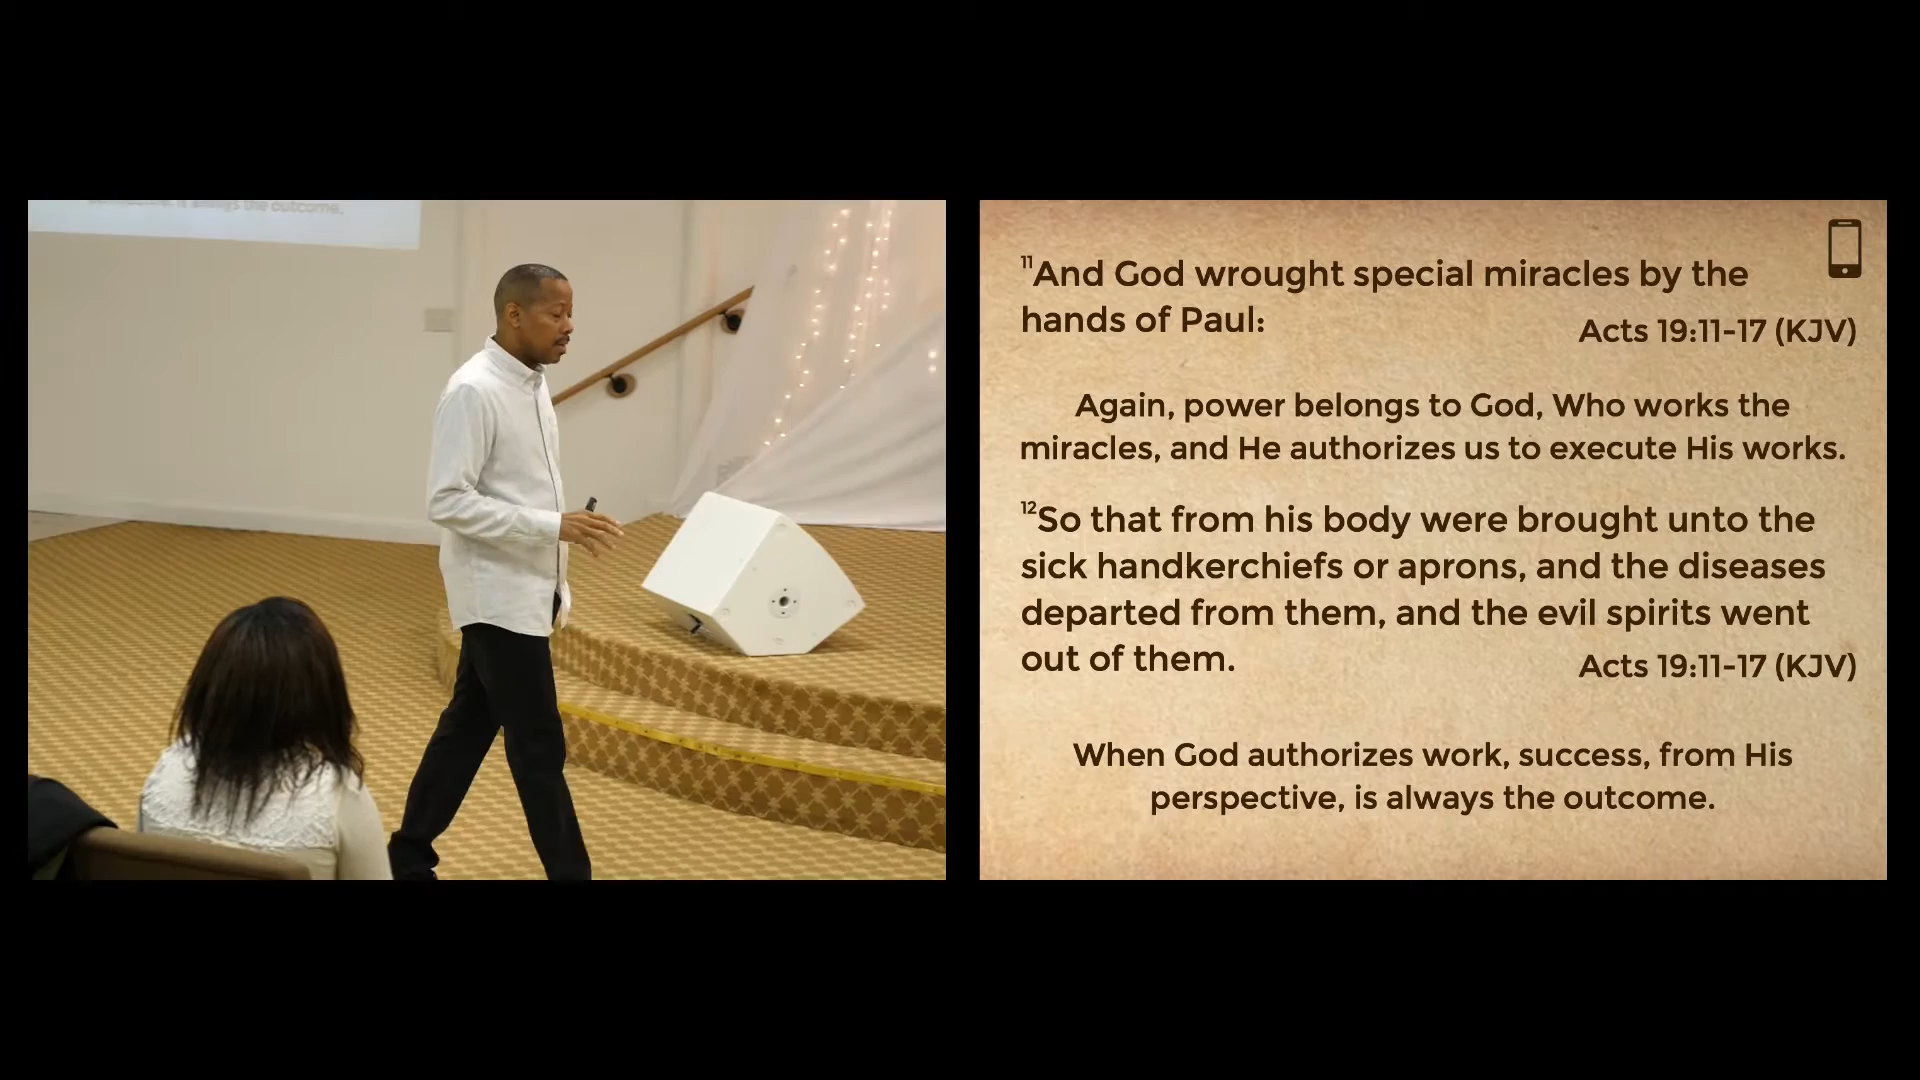 is always the outcome.
¹¹And God wrought special miracles by the
hands of Paul:
Acts 19:11-17 (KJV)
Again, power belongs to God, Who works the
miracles, and He authorizes us to execute His works.
¹²So that from his body were brought unto the
sick handkerchiefs or aprons, and the diseases
departed from them, and the evil spirits went
out of them.
Acts 19:11-17 (KJV)
When God authorizes work, success, from His
perspective, is always the outcome.